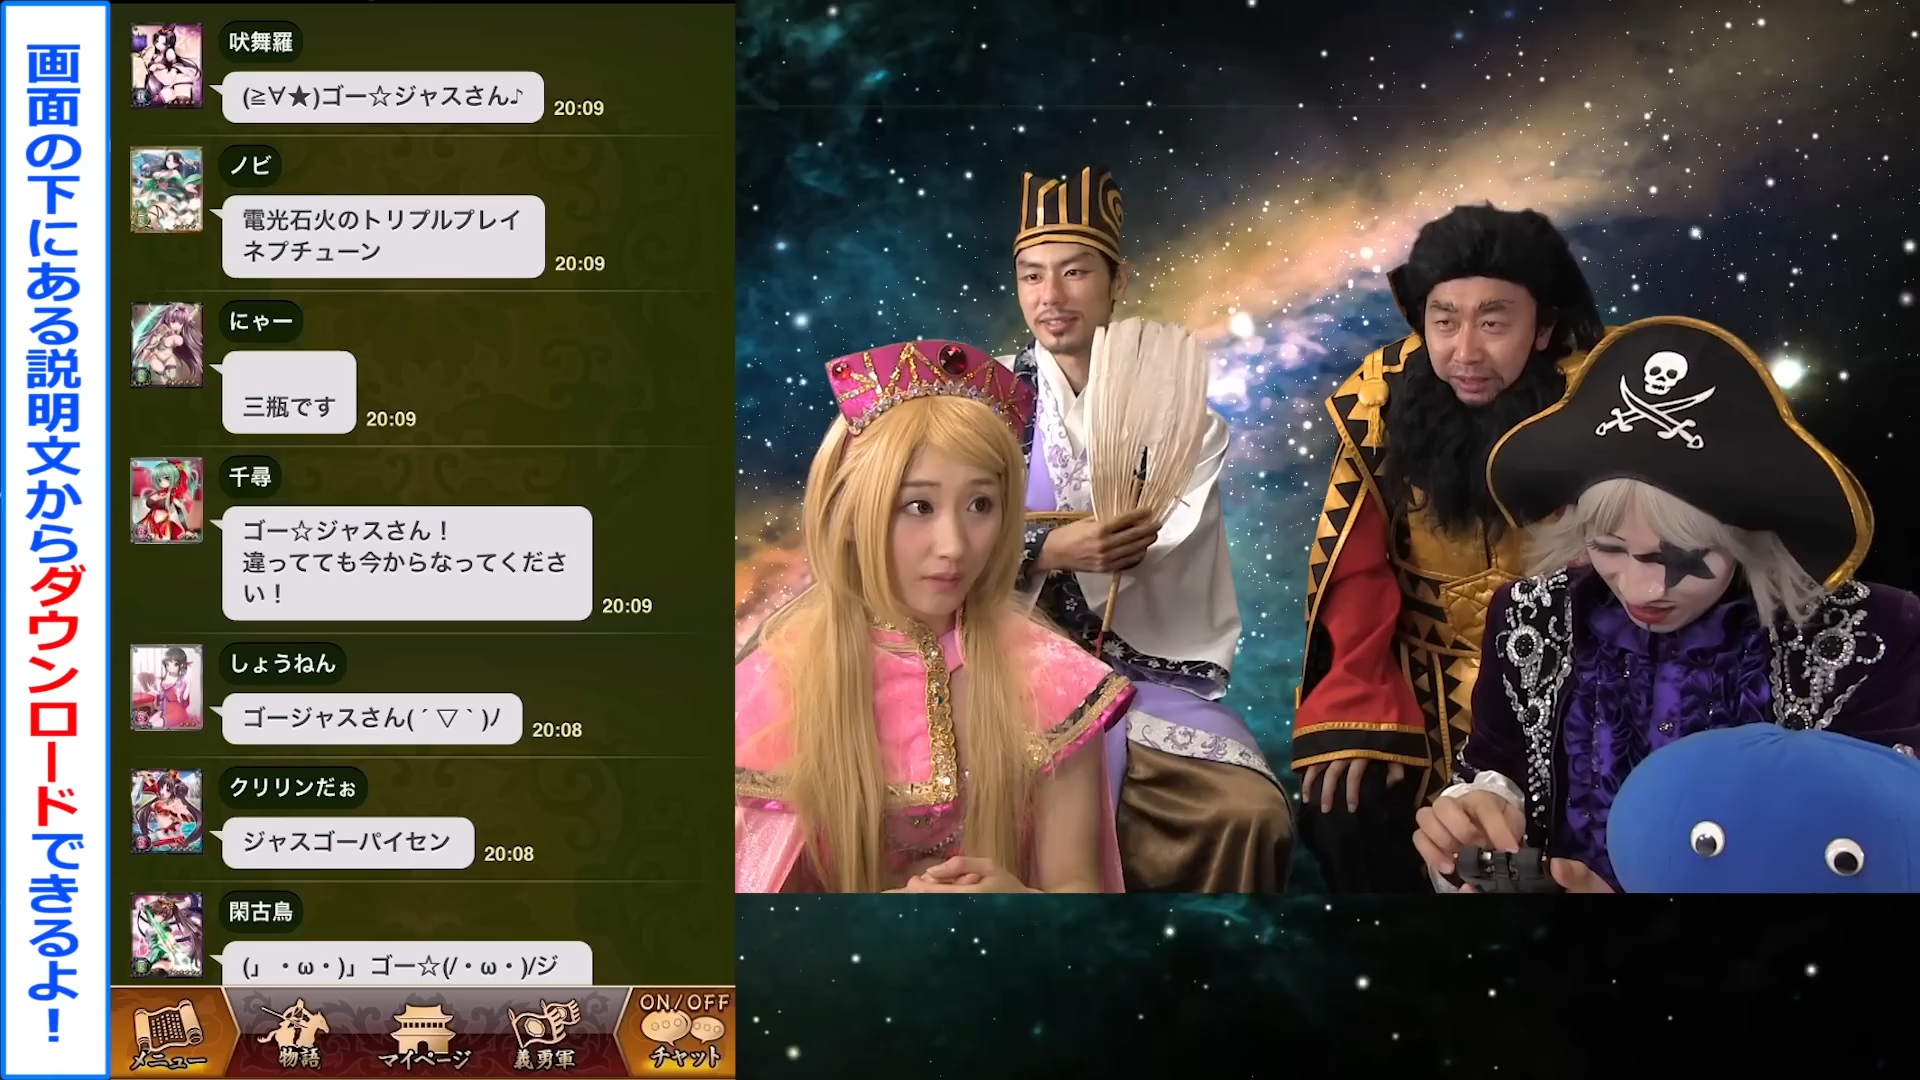 画面の下にある説明文からダウンロードできるよ！
吠舞羅
(≧∀★)ゴー☆ジャスさん♪
20:09
ノビ
電光石火のトリプルプレイ
ネプチューン
20:09
にゃー
三瓶です
20:09
千尋
ゴー☆ジャスさん！
違ってても今からなってくださ
い！
20:09
しょうねん
ゴージャスさん(´▽｀)ﾉ
20:08
クリリンだぉ
ジャスゴーパイセン
20:08
閑古鳥
(」・ω・)」ゴー☆(/・ω・)/ジ
メニュー
物語
マイページ
義勇軍
ON/OFF
チャット